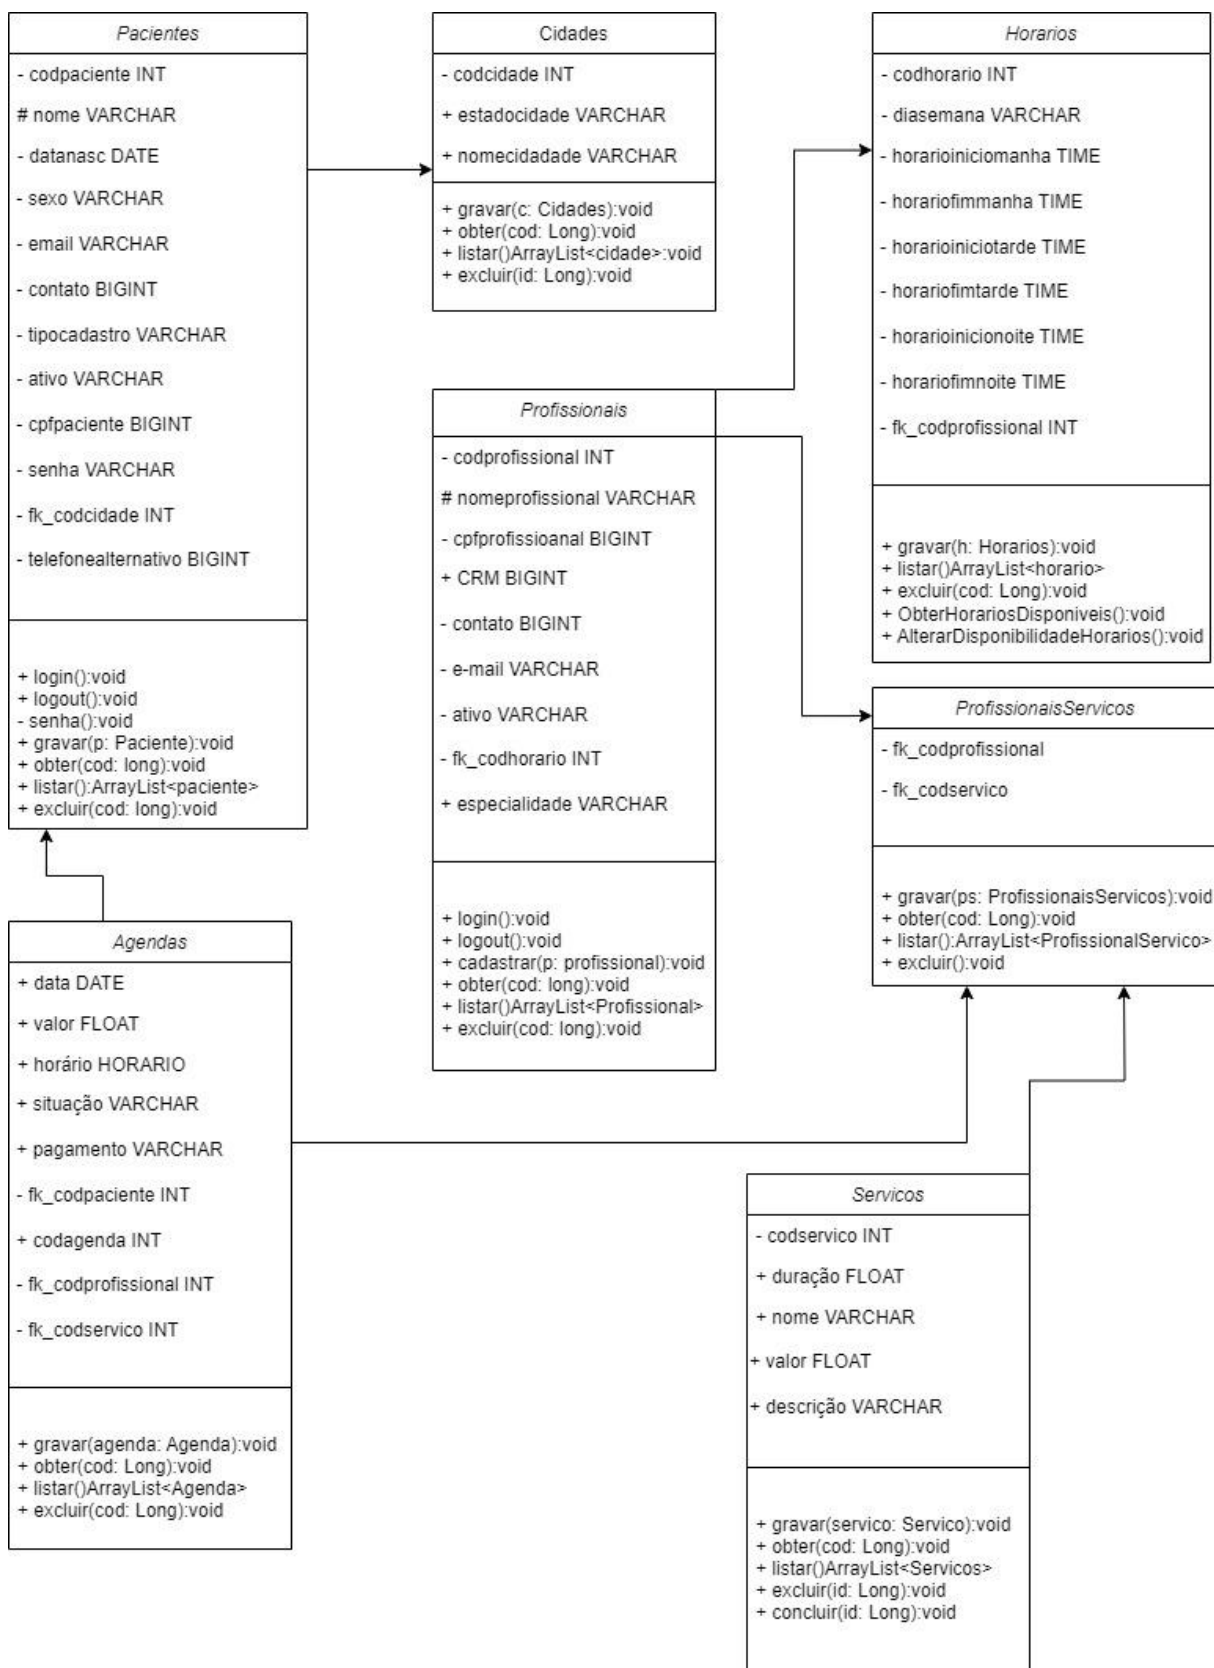 Pacientes
- codpaciente INT
# nome VARCHAR
- datanasc DATE
- sexo VARCHAR
- email VARCHAR
- contato BIGINT
- tipocadastro VARCHAR
- ativo VARCHAR
- cpfpaciente BIGINT
- senha VARCHAR
- fk_codcidade INT
- telefonealternativo BIGINT
+ login():void
+ logout():void
- senha():void
+ gravar(p: Paciente):void
+ obter(cod: long):void
+ listar():ArrayList<paciente>
+ excluir(cod: long):void
Cidades
- codcidade INT
+ estadocidade VARCHAR
+ nomecidadade VARCHAR
+ gravar(c: Cidades):void
+ obter(cod: Long):void
+ listar()ArrayList<cidade>:void
+ excluir(id: Long):void
Horarios
- codhorario INT
- diasemana VARCHAR
- horarioiniciomanha TIME
- horariofimmanha TIME
- horarioiniciotarde TIME
- horariofimtarde TIME
- horarioinicionoite TIME
- horariofimnoite TIME
- fk_codprofissional INT
+ gravar(h: Horarios):void
+ listar()ArrayList<horario>
+ excluir(cod: Long):void
+ ObterHorariosDisponiveis():void
+ AlterarDisponibilidadeHorarios():void
Profissionais
- codprofissional INT
# nomeprofissional VARCHAR
- cpfprofissioanal BIGINT
+ CRM BIGINT
- contato BIGINT
- e-mail VARCHAR
- ativo VARCHAR
- fk_codhorario INT
+ especialidade VARCHAR
+ login():void
+ logout():void
+ cadastrar(p: profissional):void
+ obter(cod: long):void
+ listar()ArrayList<Profissional>
+ excluir(cod: long):void
ProfissionaisServicos
- fk_codprofissional
- fk_codservico
+ gravar(ps: ProfissionaisServicos):void
+ obter(cod: Long):void
+ listar():ArrayList<ProfissionalServico>
+ excluir():void
Agendas
+ data DATE
+ valor FLOAT
+ horário HORARIO
+ situação VARCHAR
+ pagamento VARCHAR
- fk_codpaciente INT
+ codagenda INT
- fk_codprofissional INT
- fk_codservico INT
+ gravar(agenda: Agenda):void
+ obter(cod: Long):void
+ listar()ArrayList<Agenda>
+ excluir(cod: Long):void
Servicos
- codservico INT
+ duração FLOAT
+ nome VARCHAR
+ valor FLOAT
+ descrição VARCHAR
+ gravar(servico: Servico):void
+ obter(cod: Long):void
+ listar()ArrayList<Servicos>
+ excluir(id: Long):void
+ concluir(id: Long):void